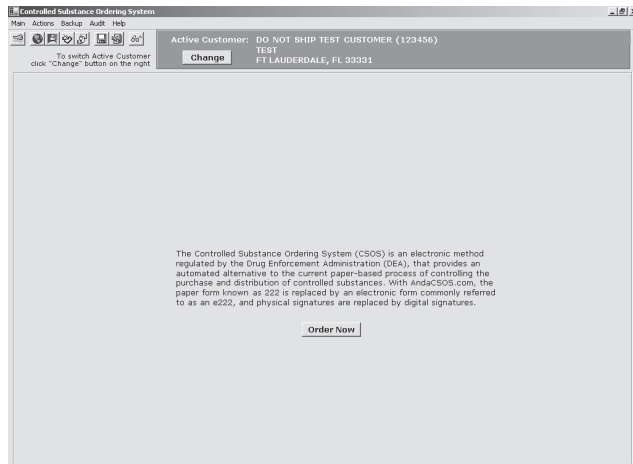 Controlled Substance Ordering System
Main Actions Backup Audit Help
To switch Active Customer
click "Change" button on the right
Active Customer: DO NOT SHIP TEST CUSTOMER (123456)
TEST
Change
FT LAUDERDALE, FL 33331
The Controlled Substance Ordering System (CSOS) is an electronic method
regulated by the Drug Enforcement Administration (DEA), that provides an
automated alternative to the current paper-based process of controlling the
purchase and distribution of controlled substances. With AndaCSOS.com, the
paper form known as 222 is replaced by an electronic form commonly referred
to as an e222, and physical signatures are replaced by digital signatures.
Order Now